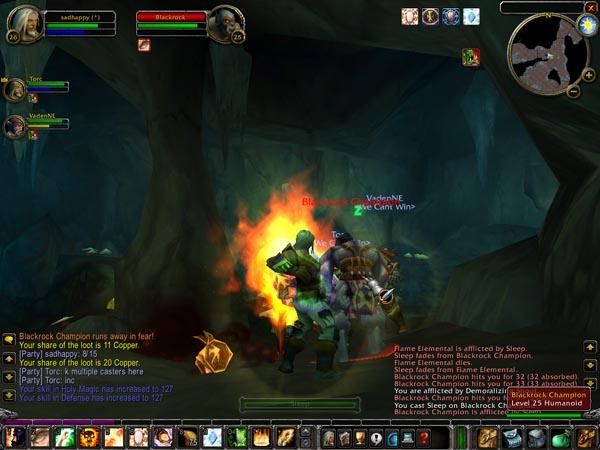 sadhappy (*)
Blackrock
26
25
N
Torc
VadenNE
Blackrock
VadenNE
We Cant Win>
Blackrock Champion runs away in fear!
Your share of the loot is 11 Copper.
[Party] sadhappy: 8/15
Your share of the loot is 20 Copper.
[Party] Torc: k multiple casters here
[Party] Torc: inc
Your skill in Holy Magic has increased to 127
Your skill in Defense has increased to 127
Flame Elemental is afflicted by Sleep.
Sleep fades from Blackrock Champion.
Flame Elemental dies.
Sleep fades from Flame Elemental.
Blackrock Champion hits you for 32 (32 absorbed).
Blackrock Champion hits you for 33 (33 absorbed).
You are afflicted by Demoralizing
Blackrock Champion hits you
You cast Sleep on Blackrock
Blackrock Champion is afflicted
Blackrock Champion
Level 25 Humanoid
Sleep